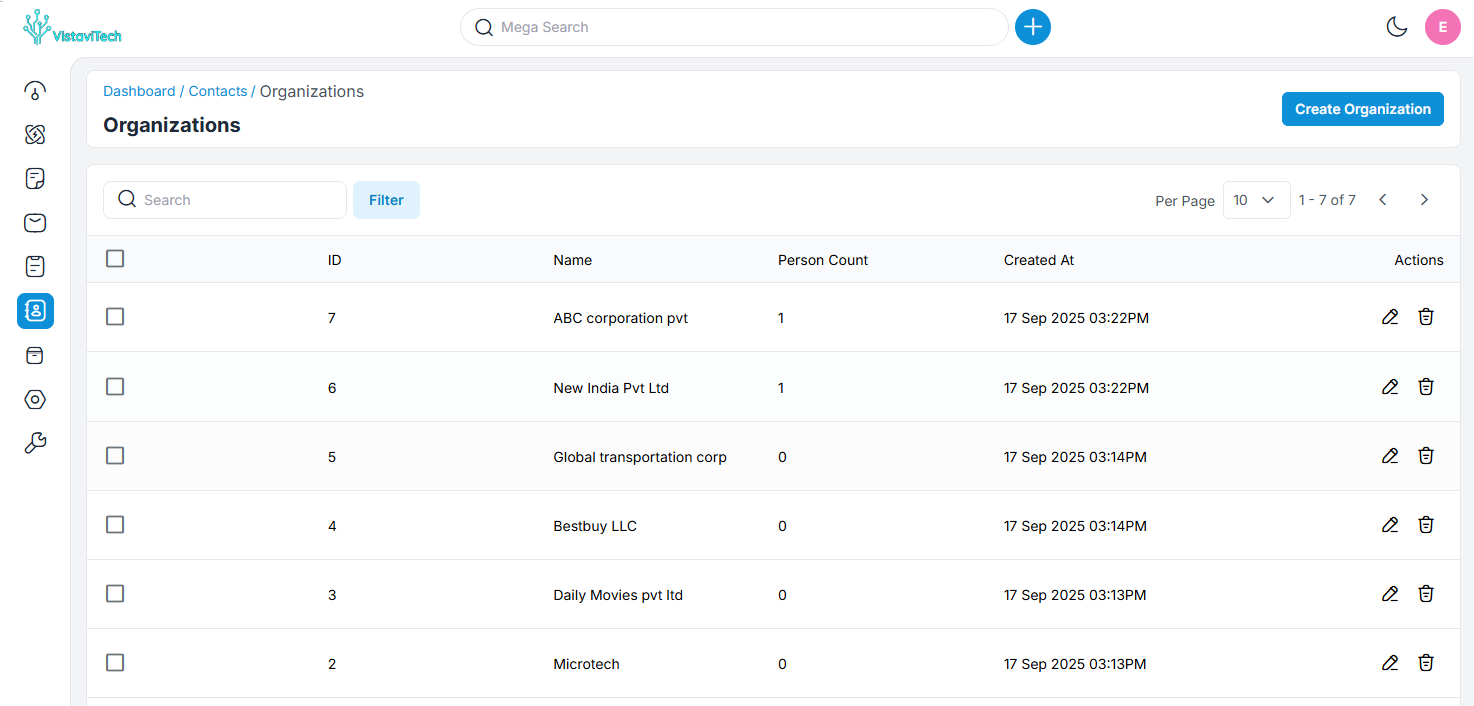 VistaviTech
Mega Search
E
Dashboard / Contacts / Organizations
Organizations
Create Organization
Search
Filter
Per Page
10
1 - 7 of 7
ID Name Person Count Created At Actions
7 ABC corporation pvt 1 17 Sep 2025 03:22PM
6 New India Pvt Ltd 1 17 Sep 2025 03:22PM
5 Global transportation corp 0 17 Sep 2025 03:14PM
4 Bestbuy LLC 0 17 Sep 2025 03:14PM
3 Daily Movies pvt ltd 0 17 Sep 2025 03:13PM
2 Microtech 0 17 Sep 2025 03:13PM